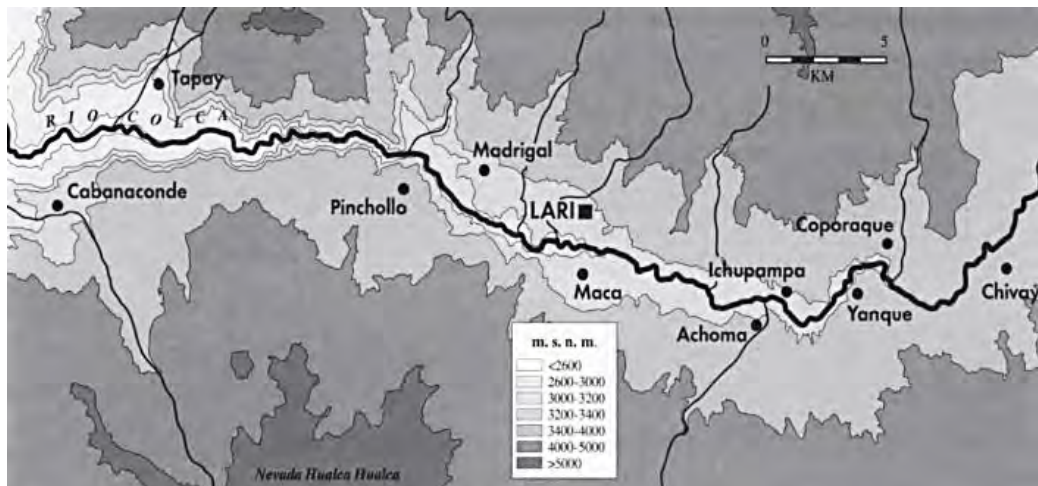 0 5
KM
Tapay
RIO COLCA
Madrigal
Cabanaconde
Pinchollo
LARI
Coporaque
Ichupampa
Maca
Chivay
Yanque
Achoma
m. s. n. m.
<2600
2600-3000
3000-3200
3200-3400
3400-4000
4000-5000
>5000
Nevada Hualca Hualca